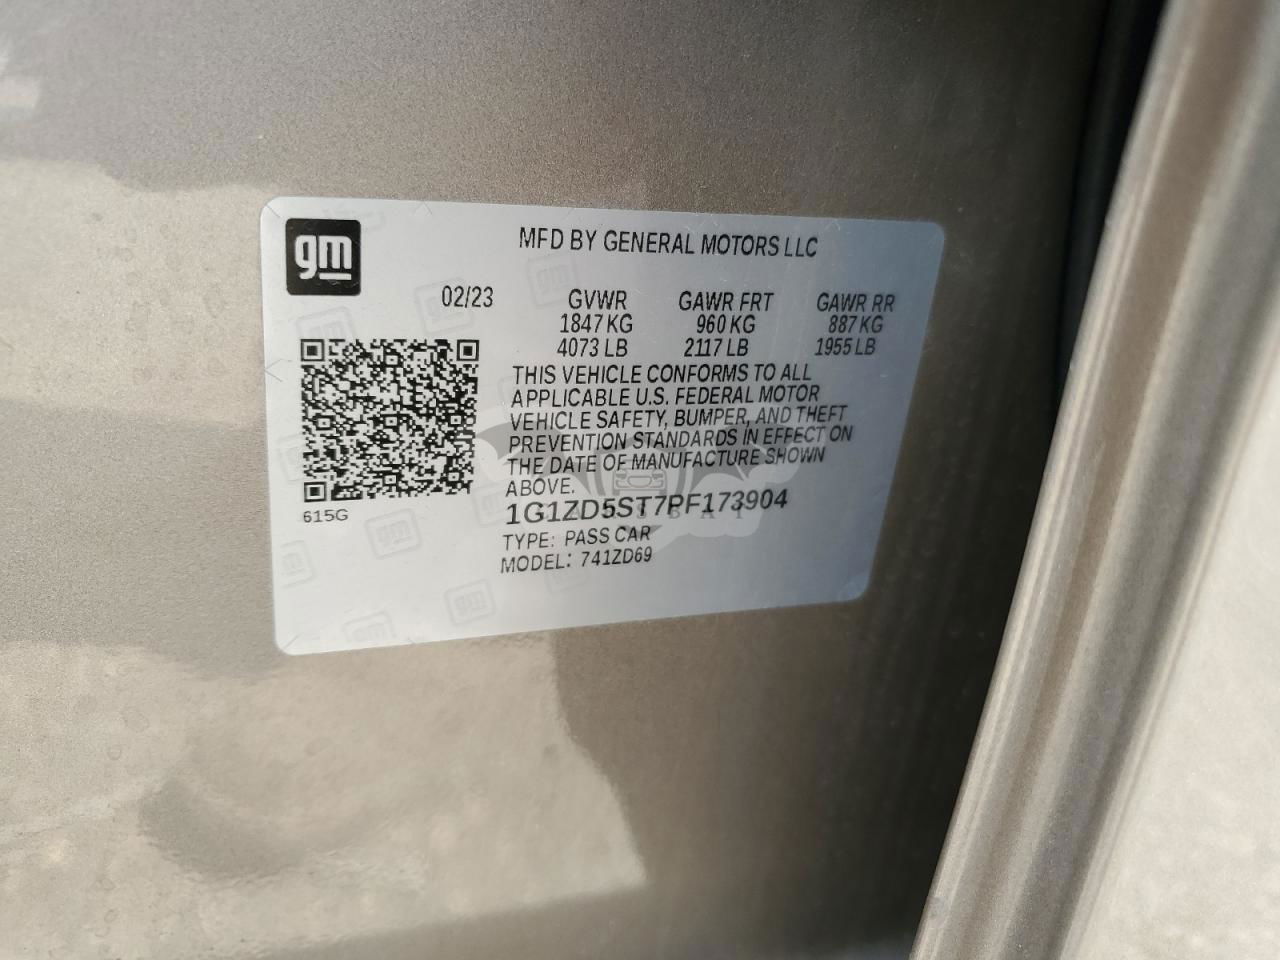 gm
MFD BY GENERAL MOTORS LLC
02/23 GVWR GAWR FRT GAWR RR
1847 KG 960 KG 887 KG
4073 LB 2117 LB 1955 LB
THIS VEHICLE CONFORMS TO ALL
APPLICABLE U.S. FEDERAL MOTOR
VEHICLE SAFETY, BUMPER, AND THEFT
PREVENTION STANDARDS IN EFFECT ON
THE DATE OF MANUFACTURE SHOWN
ABOVE.
1G1ZD5ST7PF173904
TYPE: PASS CAR
MODEL: 741ZD69
615G